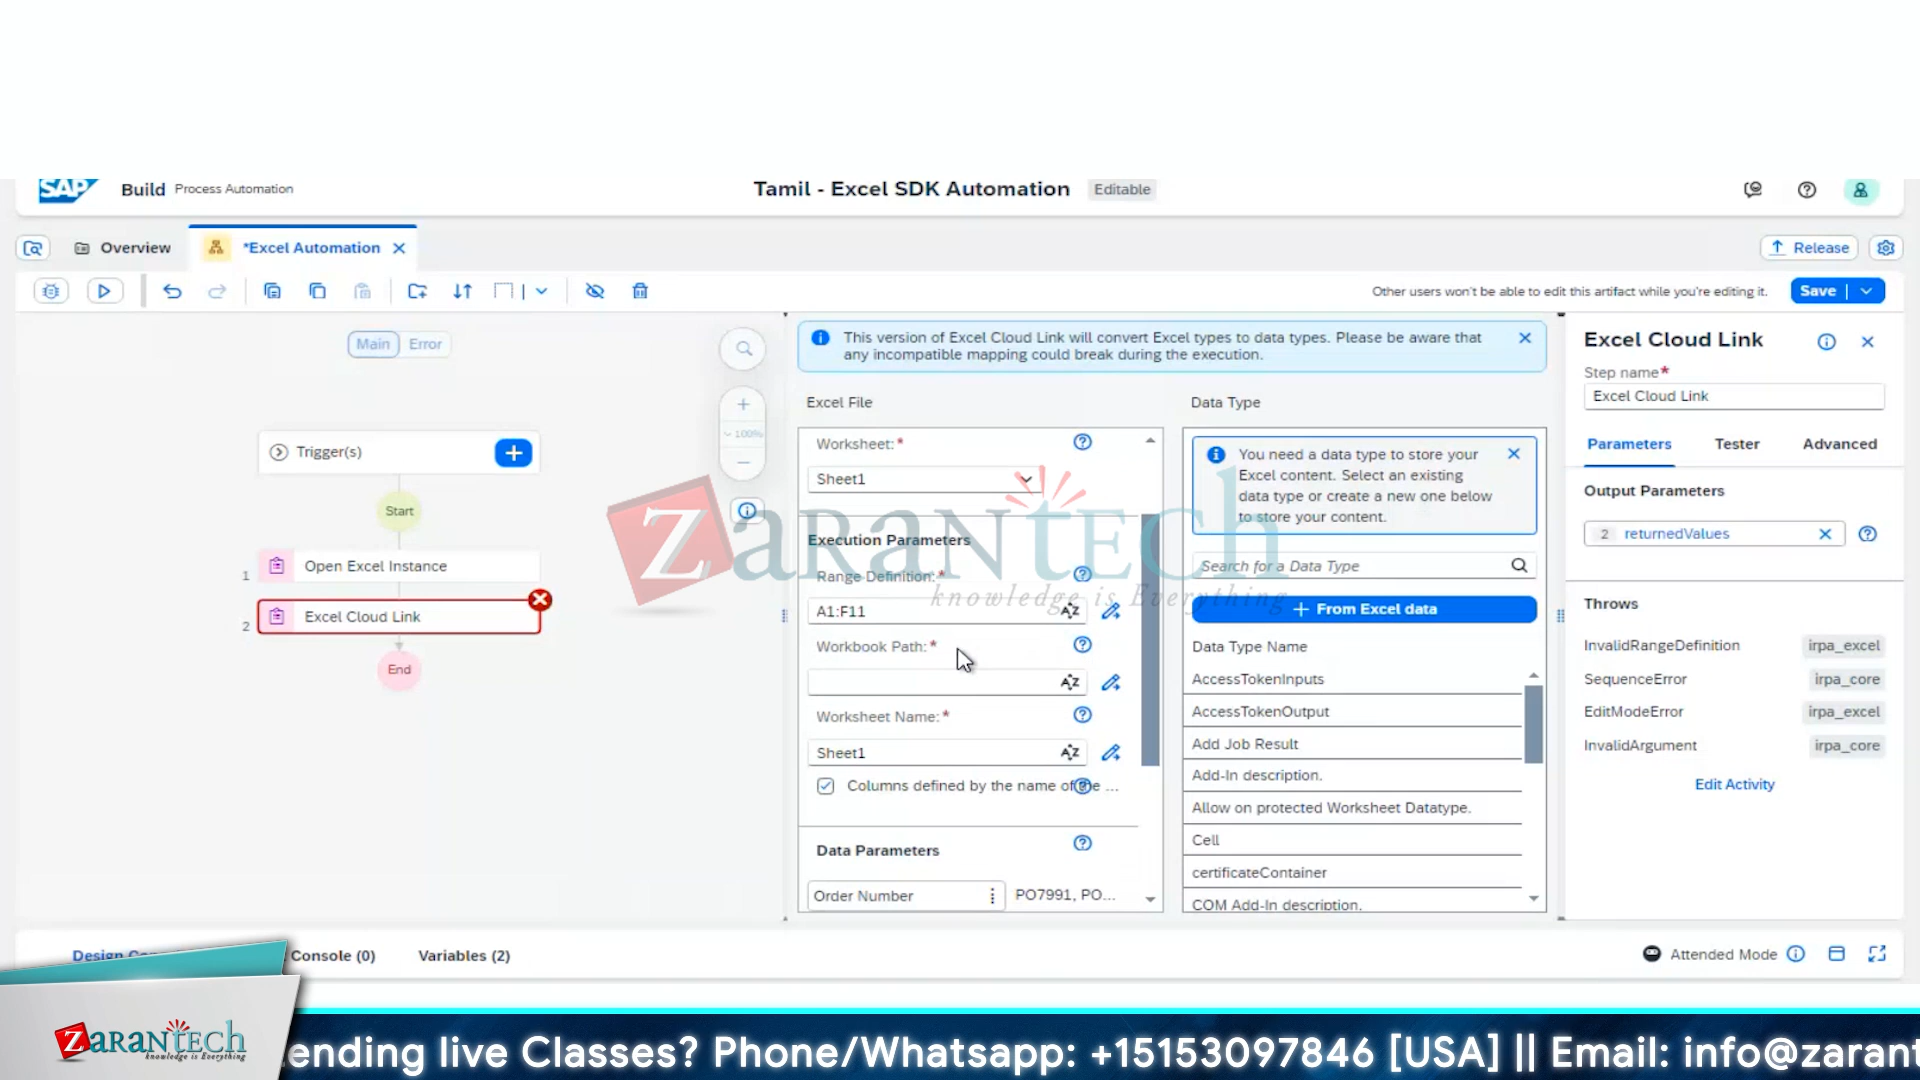 SAP Build Process Automation
Tamil - Excel SDK Automation Editable
Overview
*Excel Automation
Release
Other users won't be able to edit this artifact while you're editing it.
Save
Main Error
100%
Trigger(s)
Start
1 Open Excel Instance
2 Excel Cloud Link
End
This version of Excel Cloud Link will convert Excel types to data types. Please be aware that
any incompatible mapping could break during the execution.
Excel File
Worksheet:*
Sheet1
Execution Parameters
Range Definition:*
A1:F11
Workbook Path:*
Worksheet Name:*
Sheet1
Columns defined by the name of the ...
Data Parameters
Order Number PO7991, PO...
Data Type
You need a data type to store your
Excel content. Select an existing
data type or create a new one below
to store your content.
Search for a Data Type
From Excel data
Data Type Name
AccessTokenInputs
AccessTokenOutput
Add Job Result
Add-In description.
Allow on protected Worksheet Datatype.
Cell
certificateContainer
COM Add-In description.
Excel Cloud Link
Step name*
Excel Cloud Link
Parameters Tester Advanced
Output Parameters
2 returnedValues
Throws
InvalidRangeDefinition irpa_excel
SequenceError irpa_core
EditModeError irpa_excel
InvalidArgument irpa_core
Edit Activity
ZaranTech
knowledge is Everything
Design Console (0) Variables (2)
Attended Mode
ZaranTech
knowledge is Everything
ending live Classes? Phone/Whatsapp: +15153097846 [USA] || Email: info@zarant